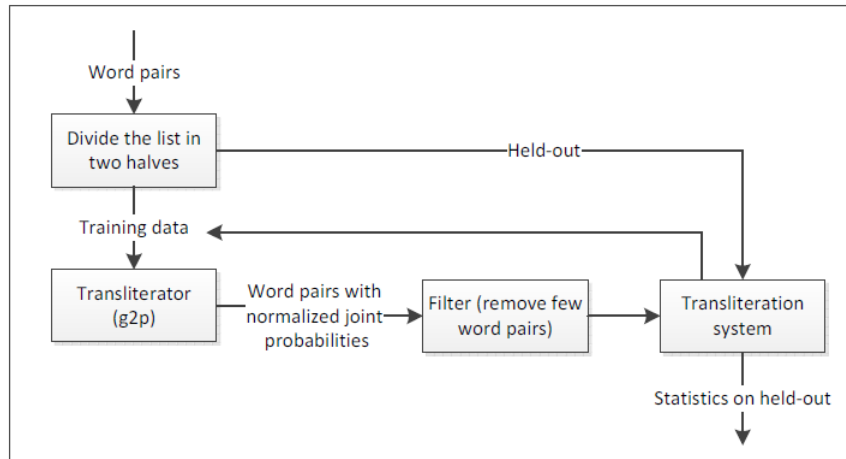 Word pairs
Divide the list in
two halves
Held-out
Training data
Transliterator
(g2p)
Word pairs with
normalized joint
probabilities
Filter (remove few
word pairs)
Transliteration
system
Statistics on held-out